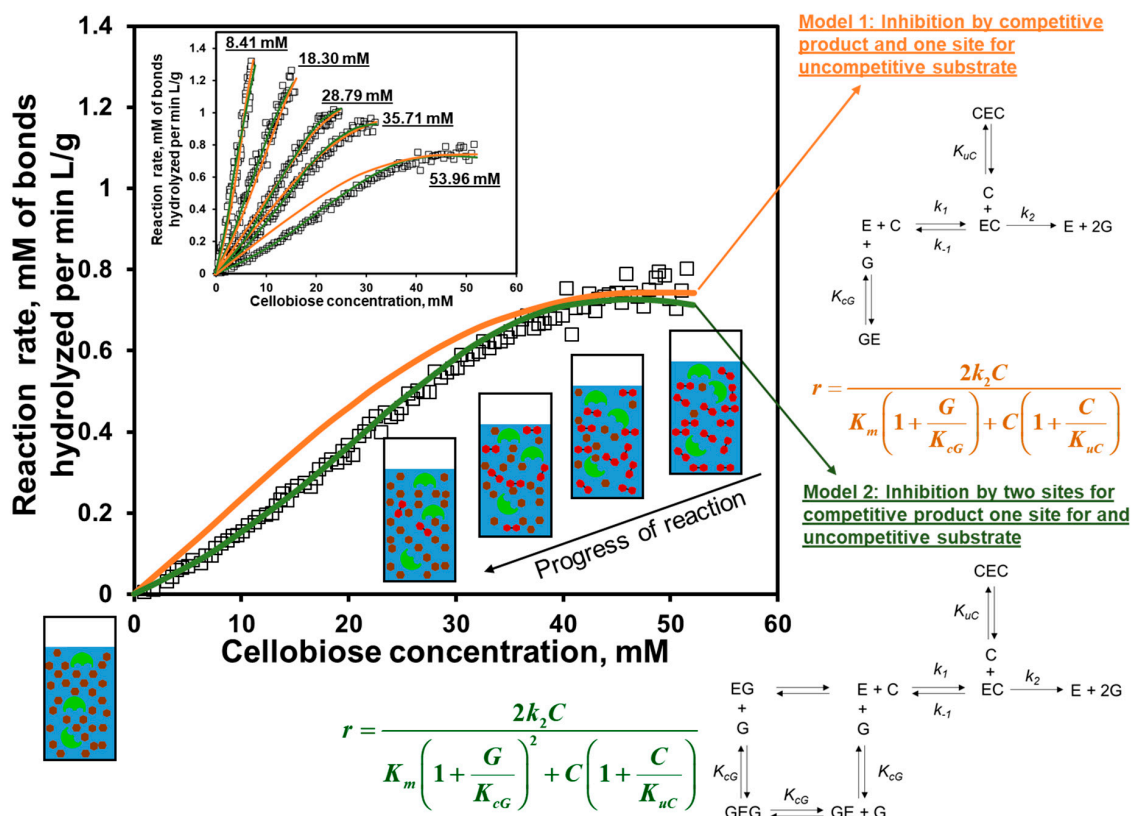 Reaction rate, mM of bonds
hydrolyzed per min L/g
1.4
1.2
1
0.8
0.6
0.4
0.2
0
0
10
20
30
40
50
60
Cellobiose concentration, mM
Reaction rate, mM of bonds
hydrolyzed per min L/g
1.4
1.2
1
0.8
0.6
0.4
0.2
0
0
10
20
30
40
50
60
Cellobiose concentration, mM
8.41 mM
18.30 mM
28.79 mM
35.71 mM
53.96 mM
Progress of reaction
Model 1: Inhibition by competitive
product and one site for
uncompetitive substrate
CEC
KuC
C
+
E + C k1 k-1 EC k2 E + 2G
+
G
KcG
GE
r = 2k2C / Km(1 + G/KcG) + C(1 + C/KuC)
Model 2: Inhibition by two sites for
competitive product one site for and
uncompetitive substrate
CEC
KuC
C
+
EG E + C k1 k-1 EC k2 E + 2G
+ +
G G
KcG KcG
GEG KcG GE + G
r = 2k2C / Km(1 + G/KcG)2 + C(1 + C/KuC)